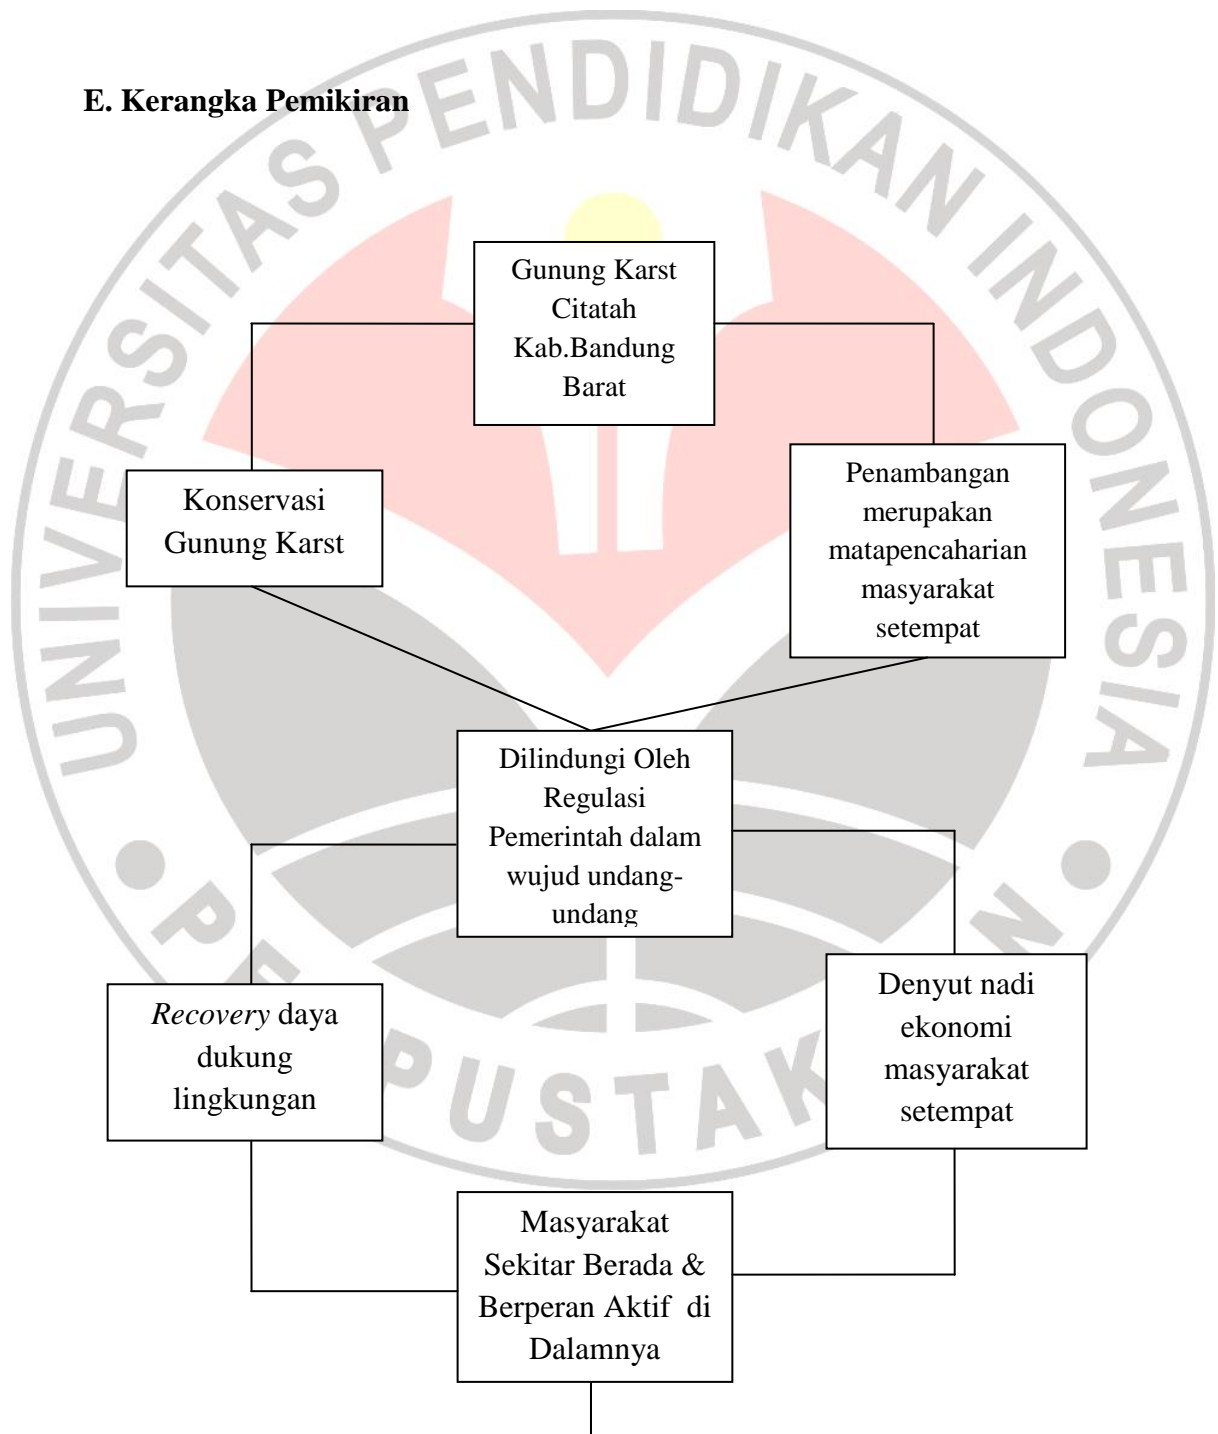 E. Kerangka Pemikiran
UNIVERSITAS PENDIDIKAN INDONESIA
Gunung Karst
Citatah
Kab.Bandung
Barat
Konservasi
Gunung Karst
Penambangan
merupakan
matapencaharian
masyarakat
setempat
Dilindungi Oleh
Regulasi
Pemerintah dalam
wujud undang-
undang
Recovery daya
dukung
lingkungan
Denyut nadi
ekonomi
masyarakat
setempat
Masyarakat
Sekitar Berada &
Berperan Aktif di
Dalamnya